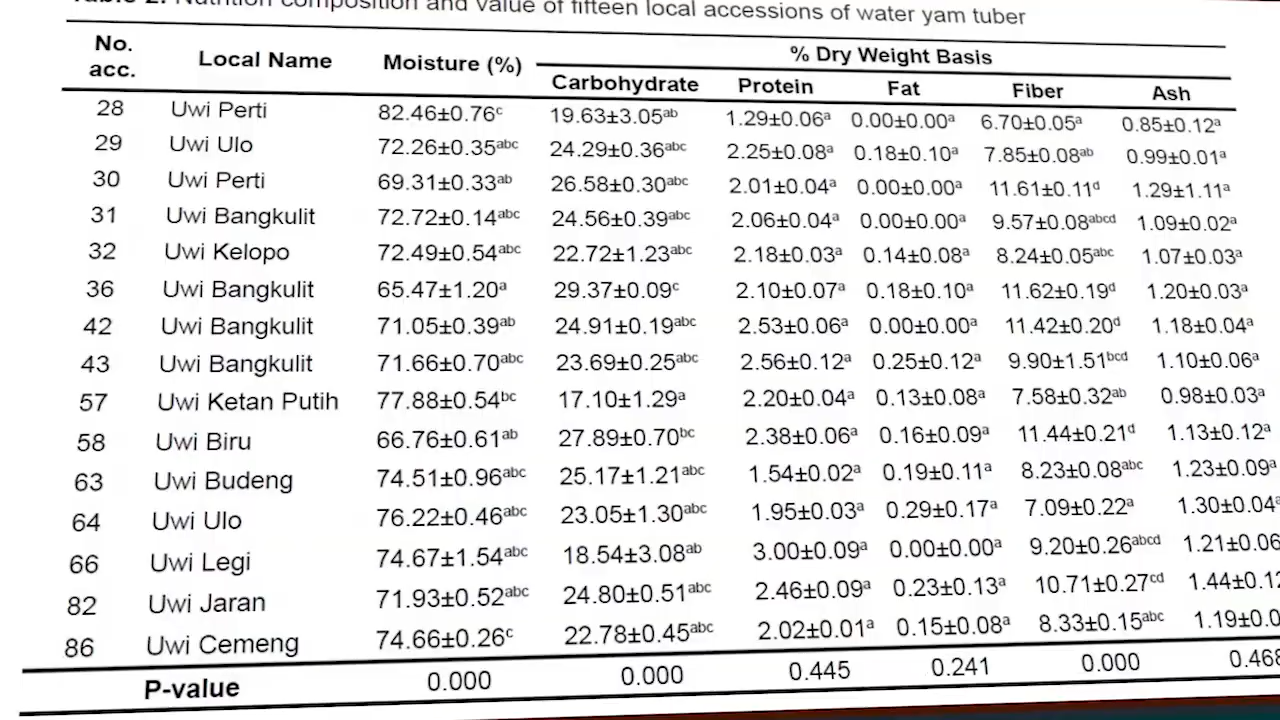 Table 2. Nutrition composition and value of fifteen local accessions of water yam tuber
No. acc. Local Name Moisture (%) % Dry Weight Basis
Carbohydrate Protein Fat Fiber Ash
28 Uwi Perti 82.46±0.76ᶜ 19.63±3.05ᵃᵇ 1.29±0.06ᵃ 0.00±0.00ᵃ 6.70±0.05ᵃ 0.85±0.12ᵃ
29 Uwi Ulo 72.26±0.35ᵃᵇᶜ 24.29±0.36ᵃᵇᶜ 2.25±0.08ᵃ 0.18±0.10ᵃ 7.85±0.08ᵃᵇ 0.99±0.01ᵃ
30 Uwi Perti 69.31±0.33ᵃᵇ 26.58±0.30ᵃᵇᶜ 2.01±0.04ᵃ 0.00±0.00ᵃ 11.61±0.11ᵈ 1.29±1.11ᵃ
31 Uwi Bangkulit 72.72±0.14ᵃᵇᶜ 24.56±0.39ᵃᵇᶜ 2.06±0.04ᵃ 0.00±0.00ᵃ 9.57±0.08ᵃᵇᶜᵈ 1.09±0.02ᵃ
32 Uwi Kelopo 72.49±0.54ᵃᵇᶜ 22.72±1.23ᵃᵇᶜ 2.18±0.03ᵃ 0.14±0.08ᵃ 8.24±0.05ᵃᵇᶜ 1.07±0.03ᵃ
36 Uwi Bangkulit 65.47±1.20ᵃ 29.37±0.09ᶜ 2.10±0.07ᵃ 0.18±0.10ᵃ 11.62±0.19ᵈ 1.20±0.03ᵃ
42 Uwi Bangkulit 71.05±0.39ᵃᵇ 24.91±0.19ᵃᵇᶜ 2.53±0.06ᵃ 0.00±0.00ᵃ 11.42±0.20ᵈ 1.18±0.04ᵃ
43 Uwi Bangkulit 71.66±0.70ᵃᵇᶜ 23.69±0.25ᵃᵇᶜ 2.56±0.12ᵃ 0.25±0.12ᵃ 9.90±1.51ᵇᶜᵈ 1.10±0.06ᵃ
57 Uwi Ketan Putih 77.88±0.54ᵇᶜ 17.10±1.29ᵃ 2.20±0.04ᵃ 0.13±0.08ᵃ 7.58±0.32ᵃᵇ 0.98±0.03ᵃ
58 Uwi Biru 66.76±0.61ᵃᵇ 27.89±0.70ᵇᶜ 2.38±0.06ᵃ 0.16±0.09ᵃ 11.44±0.21ᵈ 1.13±0.12ᵃ
63 Uwi Budeng 74.51±0.96ᵃᵇᶜ 25.17±1.21ᵃᵇᶜ 1.54±0.02ᵃ 0.19±0.11ᵃ 8.23±0.08ᵃᵇᶜ 1.23±0.09ᵃ
64 Uwi Ulo 76.22±0.46ᵃᵇᶜ 23.05±1.30ᵃᵇᶜ 1.95±0.03ᵃ 0.29±0.17ᵃ 7.09±0.22ᵃ 1.30±0.04ᵃ
66 Uwi Legi 74.67±1.54ᵃᵇᶜ 18.54±3.08ᵃᵇ 3.00±0.09ᵃ 0.00±0.00ᵃ 9.20±0.26ᵃᵇᶜᵈ 1.21±0.06
82 Uwi Jaran 71.93±0.52ᵃᵇᶜ 24.80±0.51ᵃᵇᶜ 2.46±0.09ᵃ 0.23±0.13ᵃ 10.71±0.27ᶜᵈ 1.44±0.12
86 Uwi Cemeng 74.66±0.26ᶜ 22.78±0.45ᵃᵇᶜ 2.02±0.01ᵃ 0.15±0.08ᵃ 8.33±0.15ᵃᵇᶜ 1.19±0.0
P-value 0.000 0.000 0.445 0.241 0.000 0.468